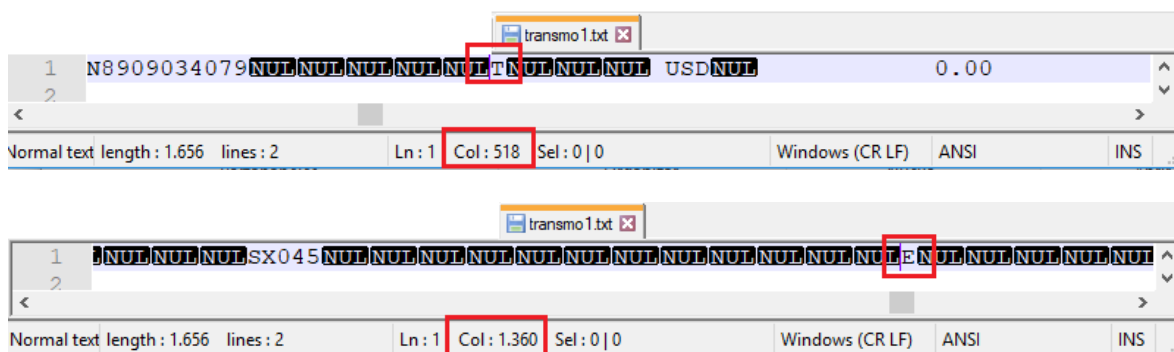 transmo1.txt
1 N8909034079NULNULNULNULNULTNULNULNUL USDNUL 0.00
2
Normal text length : 1.656 lines : 2 Ln : 1 Col : 518 Sel : 0 | 0 Windows (CR LF) ANSI INS
transmo1.txt
1 NULNULNULSX045NULNULNULNULNULNULNULNULNULNULNULNULENULNULNULNULNUL
2
Normal text length : 1.656 lines : 2 Ln : 1 Col : 1.360 Sel : 0 | 0 Windows (CR LF) ANSI INS